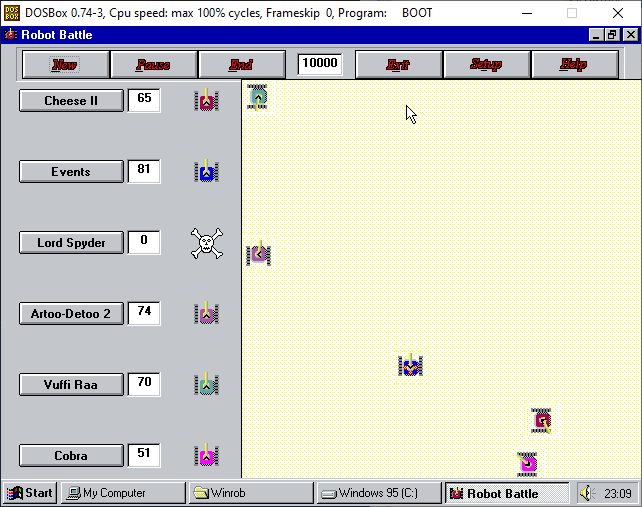 DOSBox 0.74-3, Cpu speed: max 100% cycles, Frameskip 0, Program: BOOT
Robot Battle
New Pause End 10000 Exit Setup Help
Cheese II 65
Events 81
Lord Spyder 0
Artoo-Detoo 2 74
Vuffi Raa 70
Cobra 51
Start My Computer Winrob Windows 95 (C:) Robot Battle 23:09